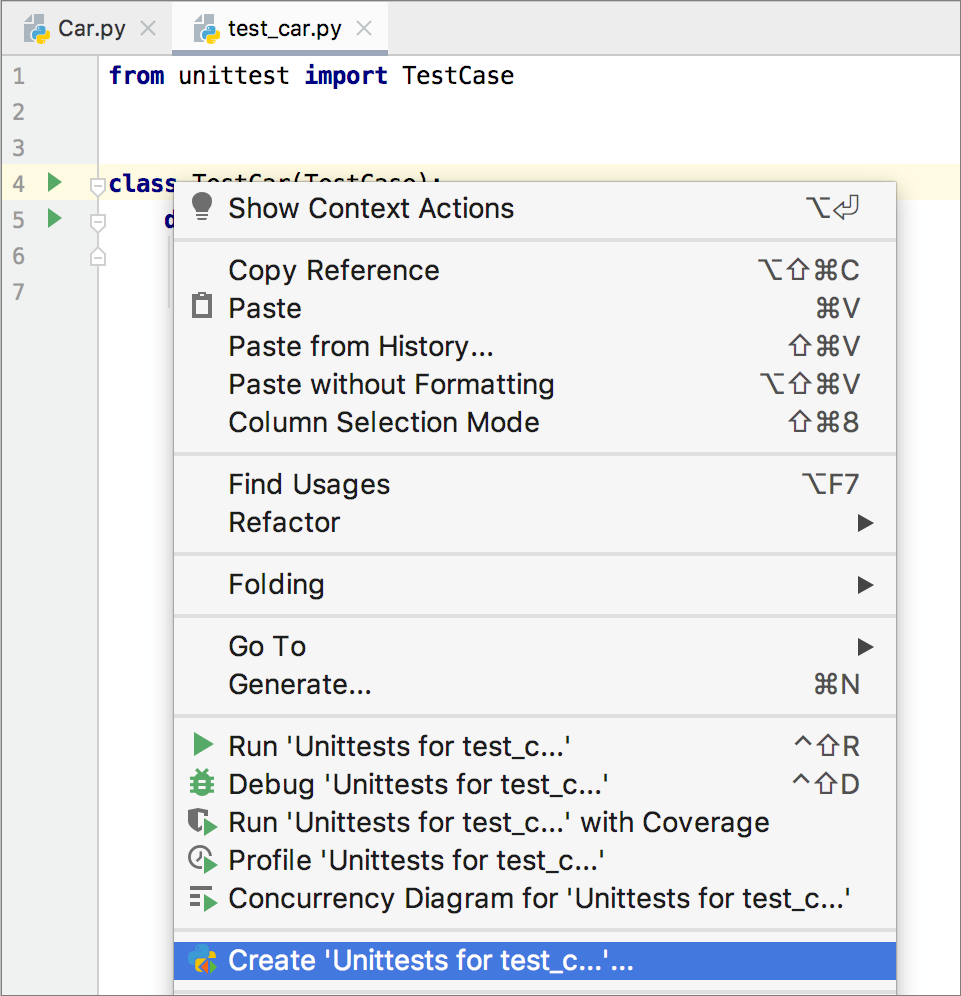 Car.py
test_car.py
1 from unittest import TestCase
2
3
4 class TestCar(TestCase):
5 d
6
7
Show Context Actions ⌥⏎
Copy Reference ⌥⇧⌘C
Paste ⌘V
Paste from History... ⇧⌘V
Paste without Formatting ⌥⇧⌘V
Column Selection Mode ⇧⌘8
Find Usages ⌥F7
Refactor
Folding
Go To
Generate... ⌘N
Run 'Unittests for test_c...' ^⇧R
Debug 'Unittests for test_c...' ^⇧D
Run 'Unittests for test_c...' with Coverage
Profile 'Unittests for test_c...'
Concurrency Diagram for 'Unittests for test_c...'
Create 'Unittests for test_c...'...